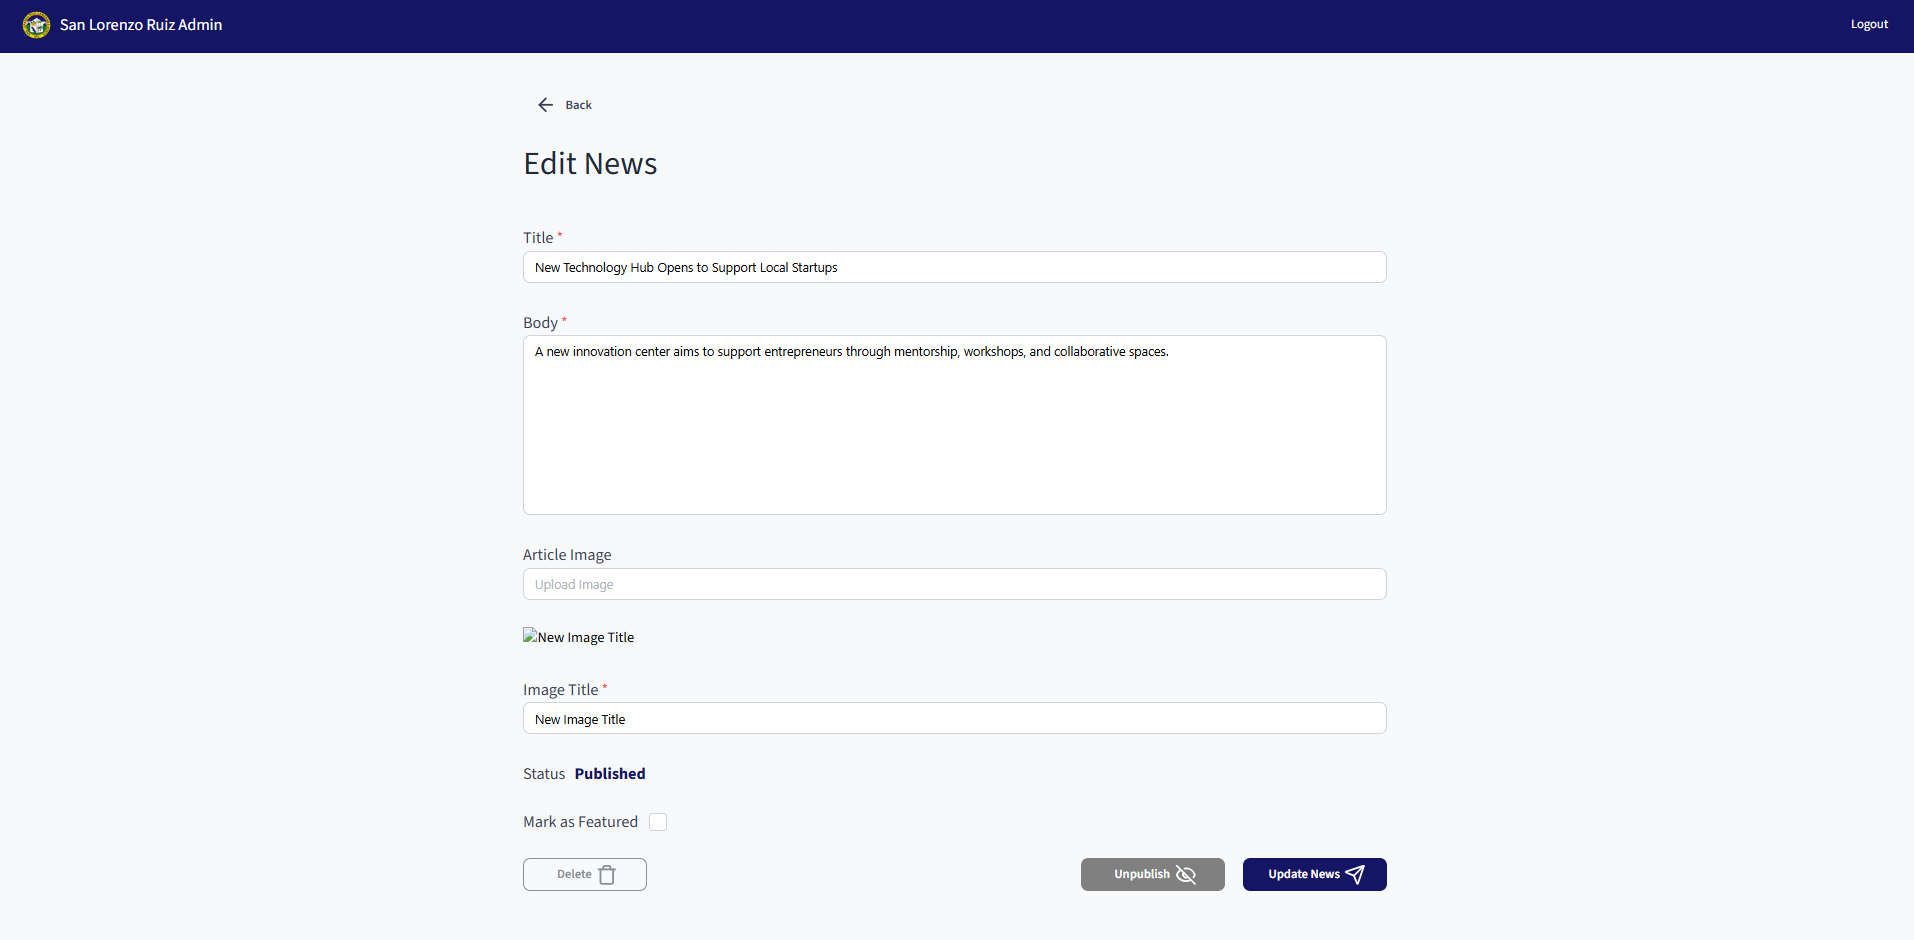 San Lorenzo Ruiz Admin
Logout
Back
Edit News
Title *
New Technology Hub Opens to Support Local Startups
Body *
A new innovation center aims to support entrepreneurs through mentorship, workshops, and collaborative spaces.
Article Image
Upload Image
New Image Title
Image Title *
New Image Title
Status Published
Mark as Featured
Delete
Unpublish
Update News